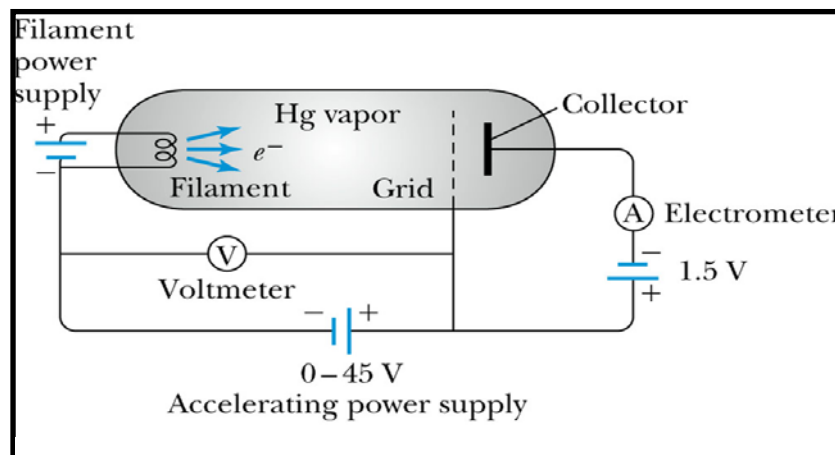 Filament
power
supply
+
−
Hg vapor
e−
Filament
Grid
Collector
A
Electrometer
−
1.5 V
+
V
Voltmeter
− +
0–45 V
Accelerating power supply